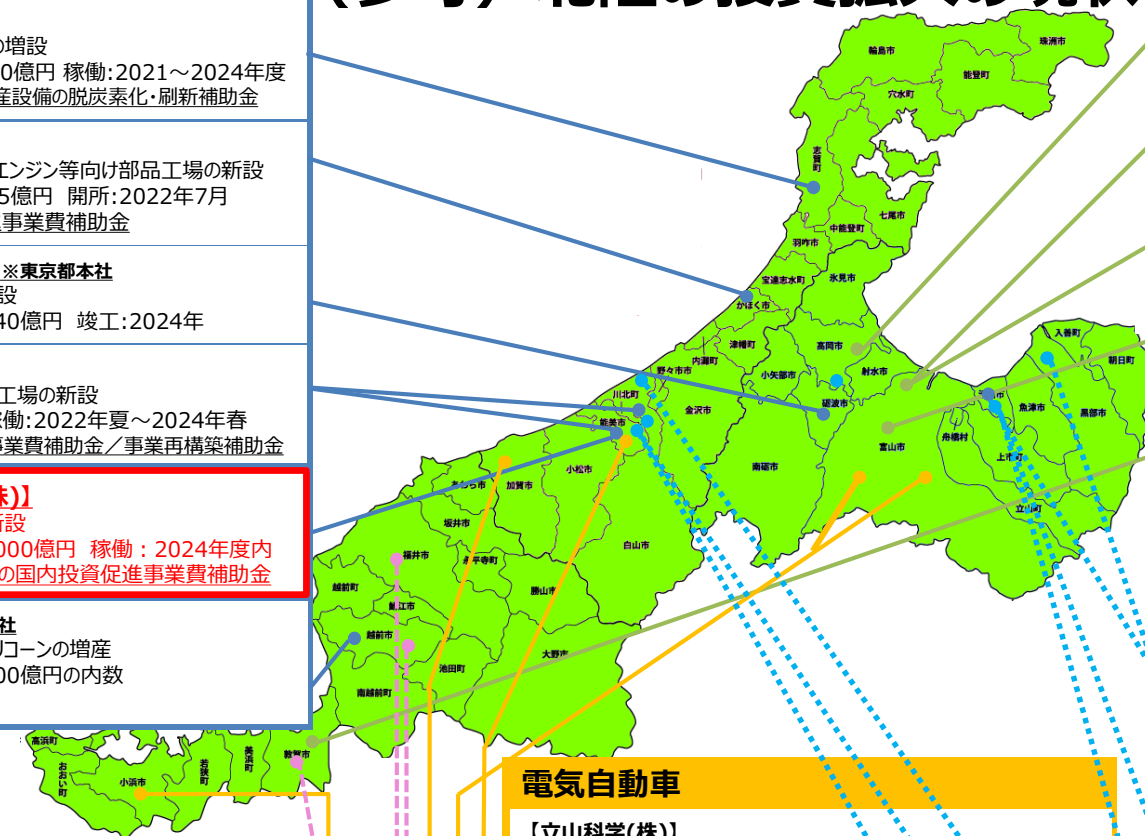 の増設
0億円 稼働:2021～2024年度
産設備の脱炭素化・刷新補助金
エンジン等向け部品工場の新設
5億円 開所:2022年7月
事業費補助金
※東京都本社
設
40億円 竣工:2024年
工場の新設
稼働:2022年夏～2024年春
事業費補助金／事業再構築補助金
株)】
新設
000億円 稼働：2024年度内
の国内投資促進事業費補助金
社
リコーンの増産
00億円の内数
輪島市
珠洲市
能登町
穴水町
志賀町
七尾市
中能登町
羽咋市
宝達志水町
氷見市
かほく市
津幡町
高岡市
内灘町
射水市
小矢部市
野々市市
川北町
金沢市
砺波市
能美市
入善町
朝日町
魚津市
黒部市
舟橋村
富山市
上市町
立山町
南砺市
小松市
加賀市
あわら市
白山市
坂井市
福井市
永平寺町
勝山市
越前町
鯖江市
越前市
池田町
大野市
南越前町
敦賀市
美浜町
若狭町
小浜市
おおい町
高浜町
電気自動車
【立山科学(株)】